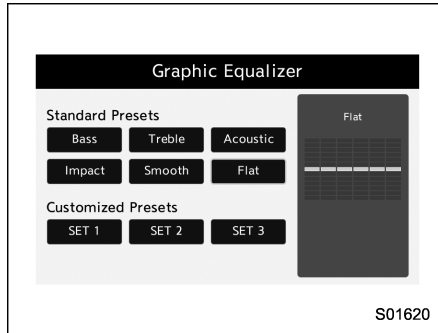 Graphic Equalizer
Standard Presets
Bass Treble Acoustic
Impact Smooth Flat
Customized Presets
SET 1 SET 2 SET 3
Flat
S01620